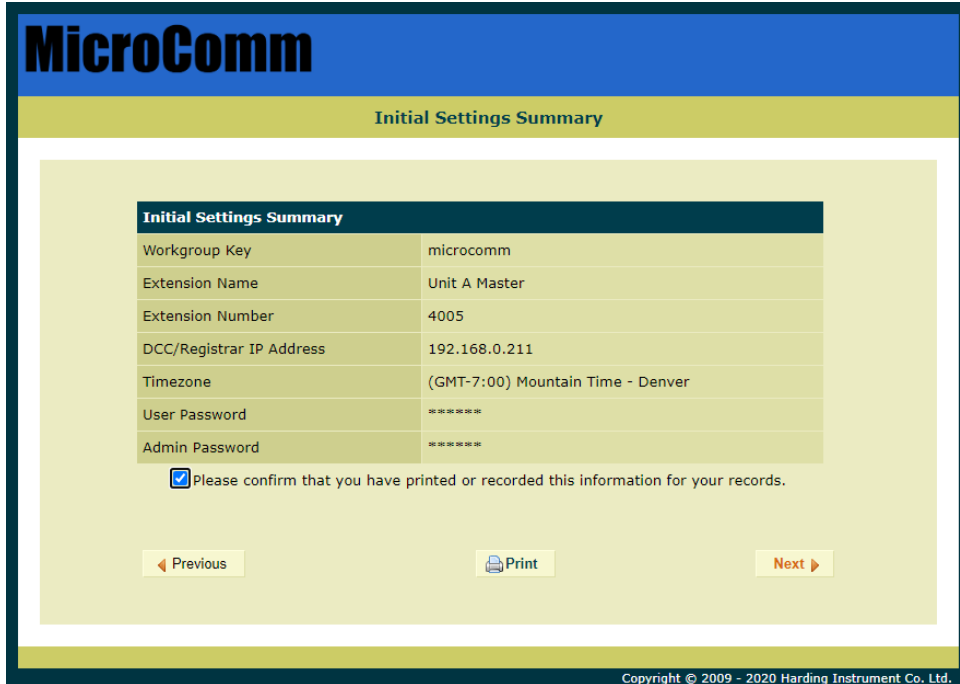 MicroComm
Initial Settings Summary
Initial Settings Summary
Workgroup Key microcomm
Extension Name Unit A Master
Extension Number 4005
DCC/Registrar IP Address 192.168.0.211
Timezone (GMT-7:00) Mountain Time - Denver
User Password ******
Admin Password ******
Please confirm that you have printed or recorded this information for your records.
Previous Print Next
Copyright © 2009 - 2020 Harding Instrument Co. Ltd.